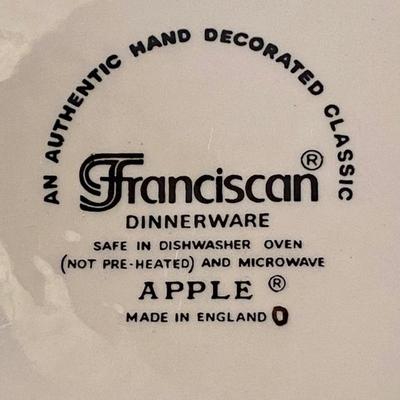 AN AUTHENTIC HAND DECORATED CLASSIC
Franciscan®
DINNERWARE
SAFE IN DISHWASHER OVEN
(NOT PRE-HEATED) AND MICROWAVE
APPLE ®
MADE IN ENGLAND 0